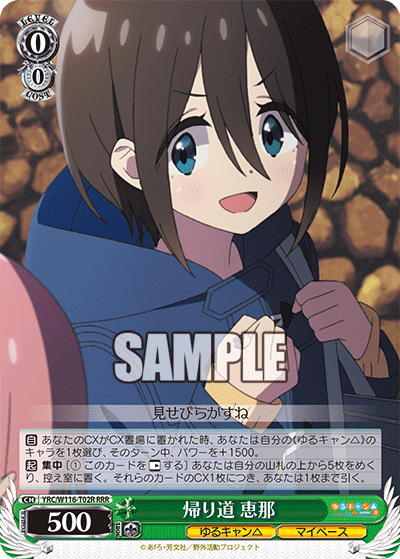 LEVEL
0
0
COST
SAMPLE
見せびらかすね
自 あなたのCXがCX置場に置かれた時、あなたは自分の《ゆるキャン△》の
キャラを1枚選び、そのターン中、パワーを+1500。
起 集中 ［① このカードを する］ あなたは自分の山札の上から5枚をめく
り、控え室に置く。それらのカードのCX1枚につき、あなたは1枚まで引く。
CH YRC/W116-T02R RRR
500
帰り道 恵那
ゆるキャン△
ゆるキャン△ マイペース
©あfろ・芳文社/野外活動プロジェクト